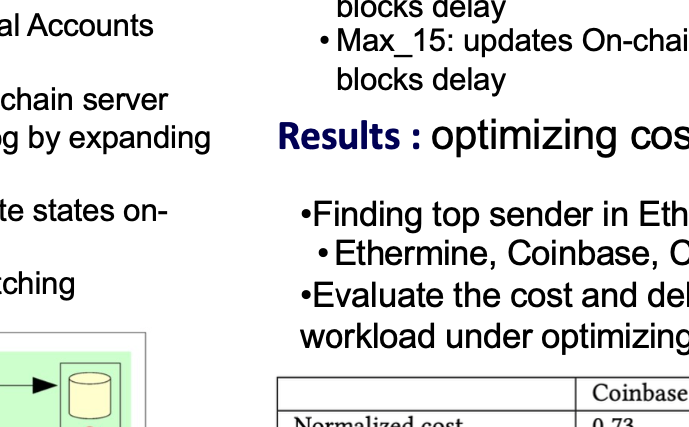 al Accounts
chain server
og by expanding
te states on-
tching
blocks delay
• Max_15: updates On-chai
blocks delay
Results : optimizing cos
•Finding top sender in Eth
• Ethermine, Coinbase, C
•Evaluate the cost and del
workload under optimizing
Coinbase
Normalized cost 0.73